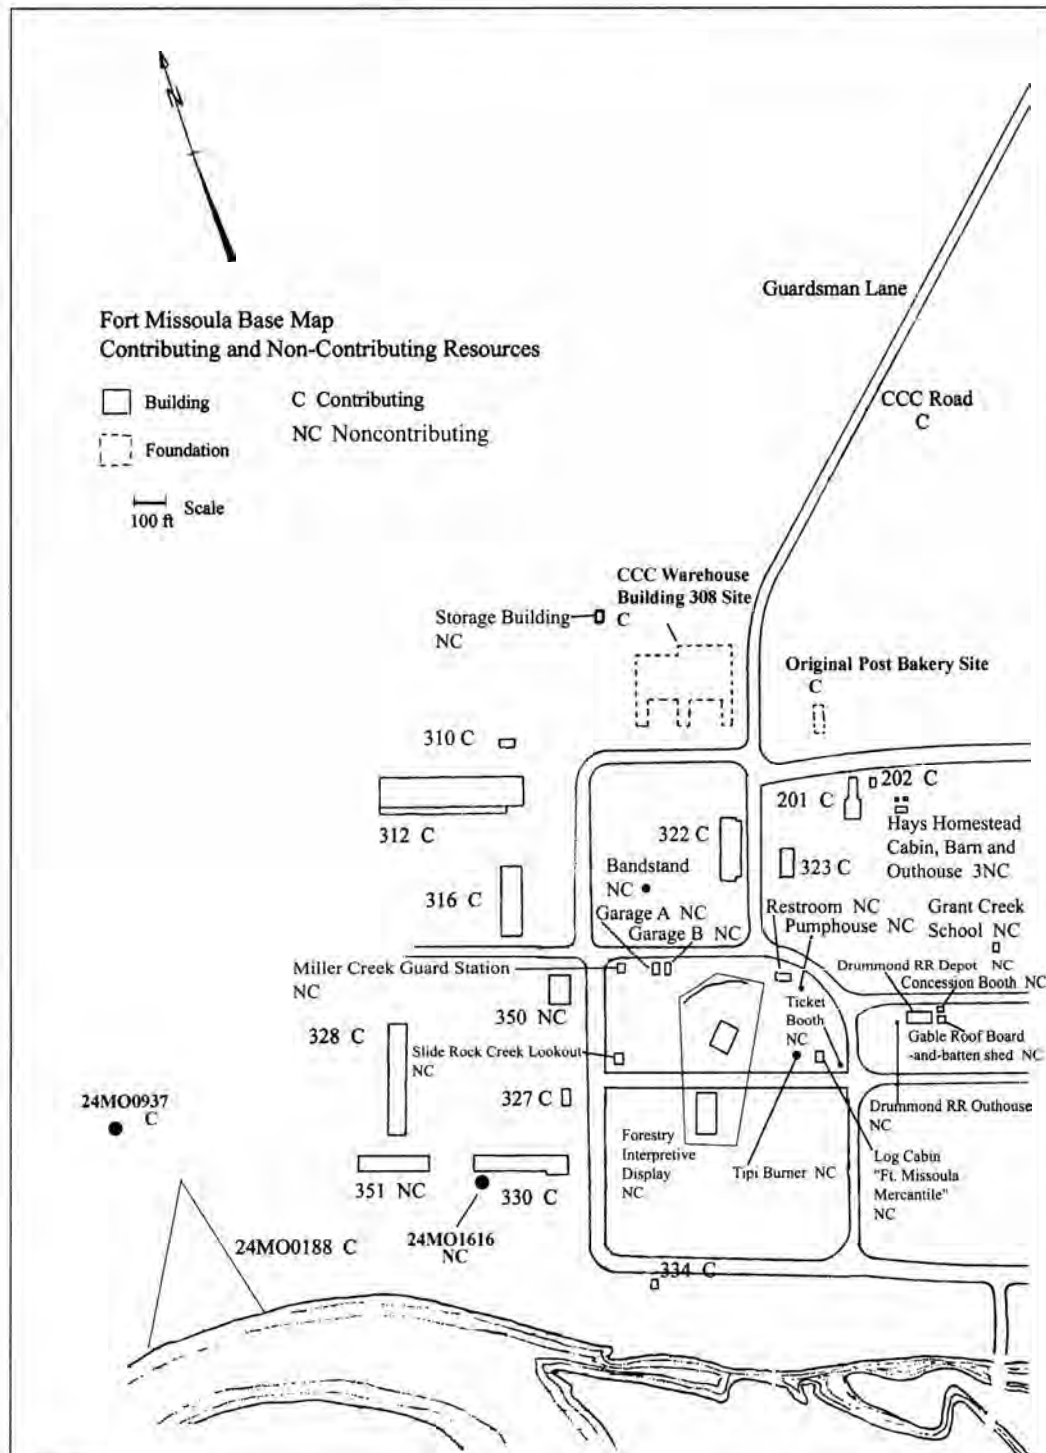 N
Guardsman Lane
Fort Missoula Base Map
Contributing and Non-Contributing Resources
Building
C Contributing
CCC Road
C
NC Noncontributing
Foundation
100 ft
Scale
CCC Warehouse
Building 308 Site
C
Storage Building
NC
Original Post Bakery Site
C
310 C
202 C
201 C
312 C
322 C
Hays Homestead
Cabin, Barn and
Outhouse 3NC
323 C
Bandstand
NC
316 C
Garage A NC
Garage B NC
Restroom NC
Pumphouse NC
Grant Creek
School NC
NC
Miller Creek Guard Station
NC
Drummond RR Depot
Concession Booth NC
350 NC
Ticket
Booth
NC
328 C
Gable Roof Board
-and-batten shed NC
Slide Rock Creek Lookout
NC
24MO0937
C
327 C
Drummond RR Outhouse
NC
Forestry
Interpretive
Display
NC
Tipi Burner NC
Log Cabin
"Ft. Missoula
Mercantile"
NC
351 NC
330 C
24MO1616
NC
24MO0188 C
334 C